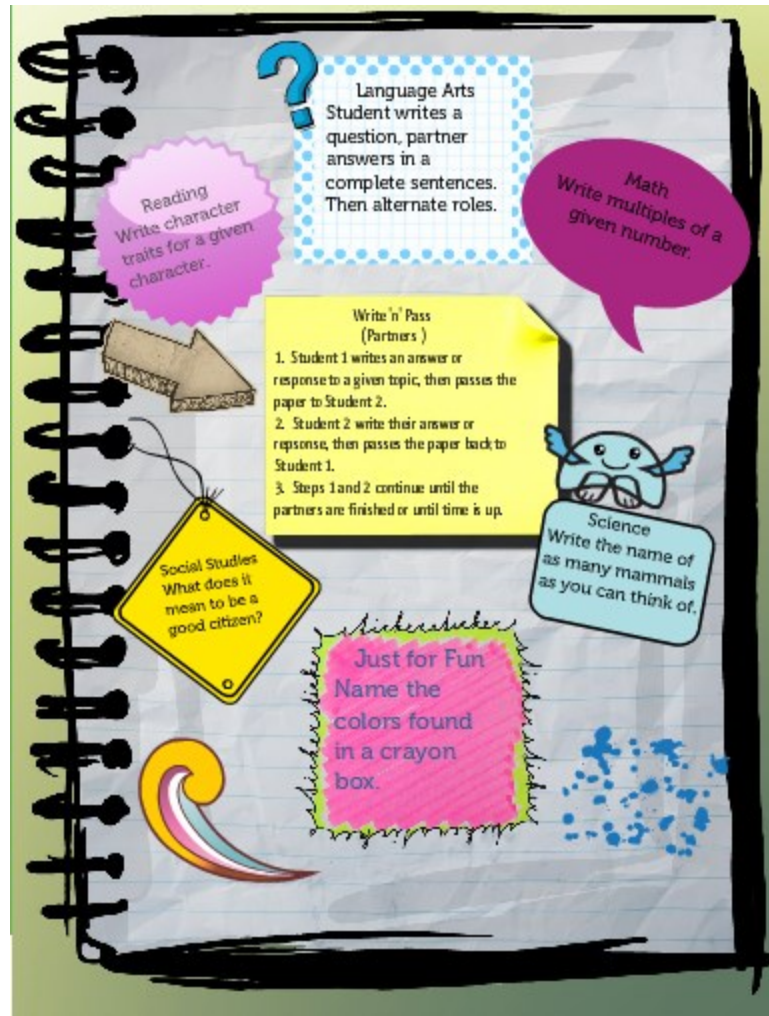 Language Arts
Student writes a
question, partner
answers in a
complete sentences.
Then alternate roles.
Reading
Write character
traits for a given
character.
Math
Write multiples of a
given number.
Write 'n' Pass
(Partners )
1. Student 1 writes an answer or
response to a given topic, then passes the
paper to Student 2.
2. Student 2 write their answer or
repsonse, then passes the paper back to
Student 1.
3. Steps 1 and 2 continue until the
partners are finished or until time is up.
Social Studies
What does it
mean to be a
good citizen?
Science
Write the name of
as many mammals
as you can think of.
Just for Fun
Name the
colors found
in a crayon
box.